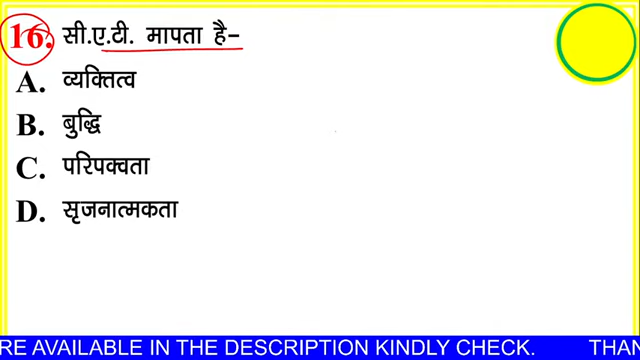 16. सी.ए.टी. मापता है-
A. व्यक्तित्व
B. बुद्धि
C. परिपक्वता
D. सृजनात्मकता
RE AVAILABLE IN THE DESCRIPTION KINDLY CHECK. THAN